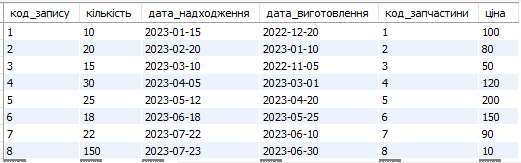 код_запису кількість дата_надходження дата_виготовлення код_запчастини ціна
1 10 2023-01-15 2022-12-20 1 100
2 20 2023-02-20 2023-01-10 2 80
3 15 2023-03-10 2022-11-05 3 50
4 30 2023-04-05 2023-03-01 4 120
5 25 2023-05-12 2023-04-20 5 200
6 18 2023-06-18 2023-05-25 6 150
7 22 2023-07-22 2023-06-10 7 90
8 150 2023-07-23 2023-06-30 8 10